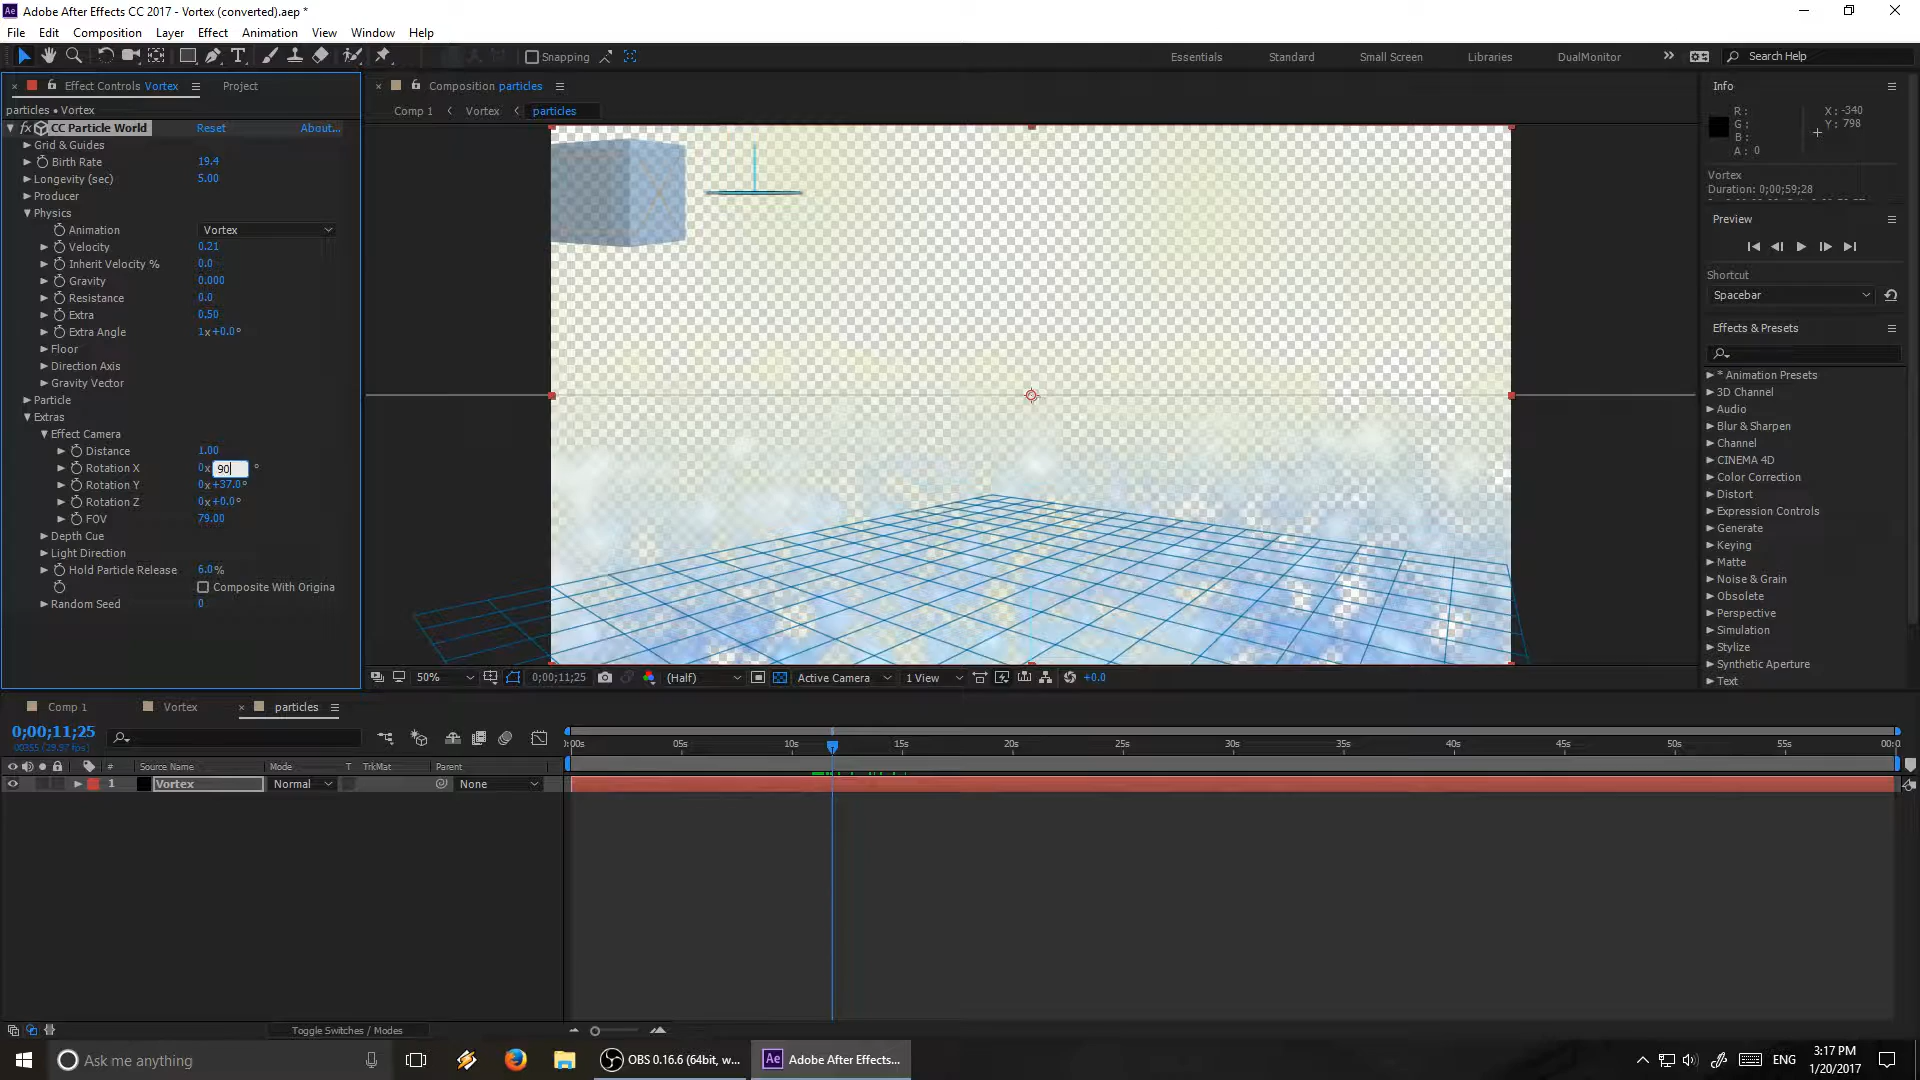 Ae Adobe After Effects CC 2017 - Vortex (converted).aep *
File Edit Composition Layer Effect Animation View Window Help
Snapping Essentials Standard Small Screen Libraries DualMonitor Search Help
Effect Controls Vortex Project
particles • Vortex
fx CC Particle World Reset About...
Grid & Guides
Birth Rate 19.4
Longevity (sec) 5.00
Producer
Physics
Animation Vortex
Velocity 0.21
Inherit Velocity % 0.0
Gravity 0.000
Resistance 0.0
Extra 0.50
Extra Angle 1x+0.0°
Floor
Direction Axis
Gravity Vector
Particle
Extras
Effect Camera
Distance 1.00
Rotation X 0x 90 °
Rotation Y 0x+37.0°
Rotation Z 0x+0.0°
FOV 79.00
Depth Cue
Light Direction
Hold Particle Release 6.0%
Composite With Origina
Random Seed 0
Composition particles
Comp 1 Vortex particles
50% 0;00;11;25 (Half) Active Camera 1 View +0.0
Info
R : X : -340
G : Y : 798
B :
A : 0
Vortex
Duration: 0;00;59;28
Preview
Shortcut
Spacebar
Effects & Presets
* Animation Presets
3D Channel
Audio
Blur & Sharpen
Channel
CINEMA 4D
Color Correction
Distort
Expression Controls
Generate
Keying
Matte
Noise & Grain
Obsolete
Perspective
Simulation
Stylize
Synthetic Aperture
Text
Comp 1 Vortex particles
0;00;11;25
00355 (29.97 fps)
:00s 05s 10s 15s 20s 25s 30s 35s 40s 45s 50s 55s 00:0
# Source Name Mode T TrkMat Parent
1 Vortex Normal None
Toggle Switches / Modes
Ask me anything
OBS 0.16.6 (64bit, w...
Ae Adobe After Effects...
ENG
3:17 PM
1/20/2017